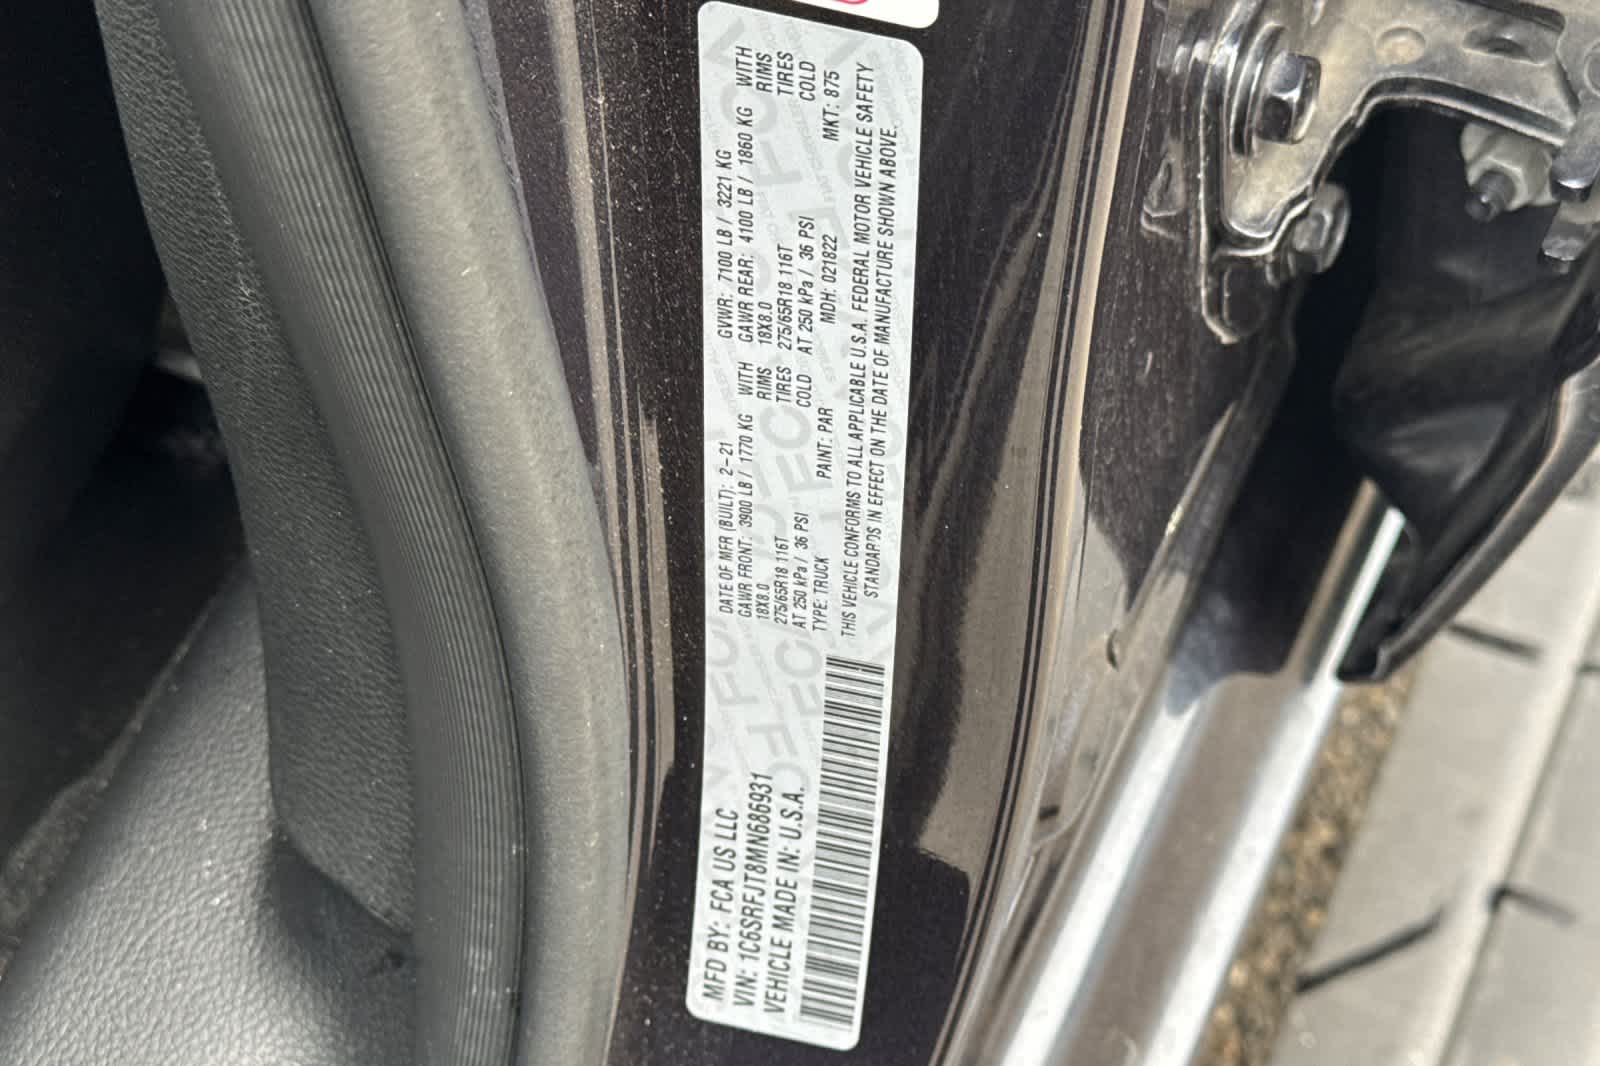 MFD BY: FCA US LLC
VIN: 1C6SRFJT8MN686931
VEHICLE MADE IN: U.S.A.
DATE OF MFR (BUILT): 2-21 GVWR: 7100 LB / 3221 KG
GAWR FRONT: 3900 LB / 1770 KG WITH GAWR REAR: 4100 LB / 1860 KG WITH
18X8.0 RIMS 18X8.0 RIMS
275/65R18 116T TIRES 275/65R18 116T TIRES
AT 250 kPa / 36 PSI COLD AT 250 kPa / 36 PSI COLD
TYPE: TRUCK PAINT: PAR MDH: 021822 MKT: 875
THIS VEHICLE CONFORMS TO ALL APPLICABLE U.S.A. FEDERAL MOTOR VEHICLE SAFETY
STANDARDS IN EFFECT ON THE DATE OF MANUFACTURE SHOWN ABOVE.